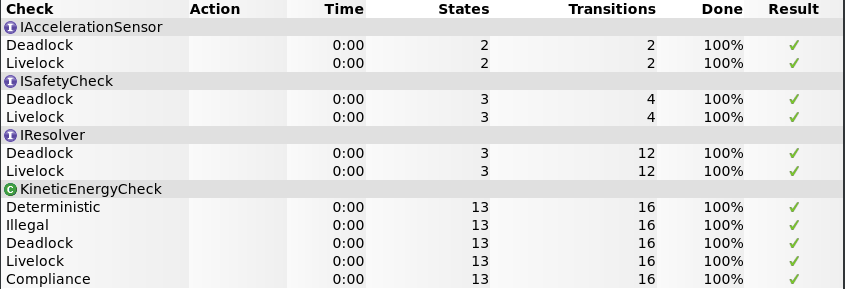 Check Action Time States Transitions Done Result
I IAccelerationSensor
Deadlock 0:00 2 2 100% ✓
Livelock 0:00 2 2 100% ✓
I ISafetyCheck
Deadlock 0:00 3 4 100% ✓
Livelock 0:00 3 4 100% ✓
I IResolver
Deadlock 0:00 3 12 100% ✓
Livelock 0:00 3 12 100% ✓
C KineticEnergyCheck
Deterministic 0:00 13 16 100% ✓
Illegal 0:00 13 16 100% ✓
Deadlock 0:00 13 16 100% ✓
Livelock 0:00 13 16 100% ✓
Compliance 0:00 13 16 100% ✓